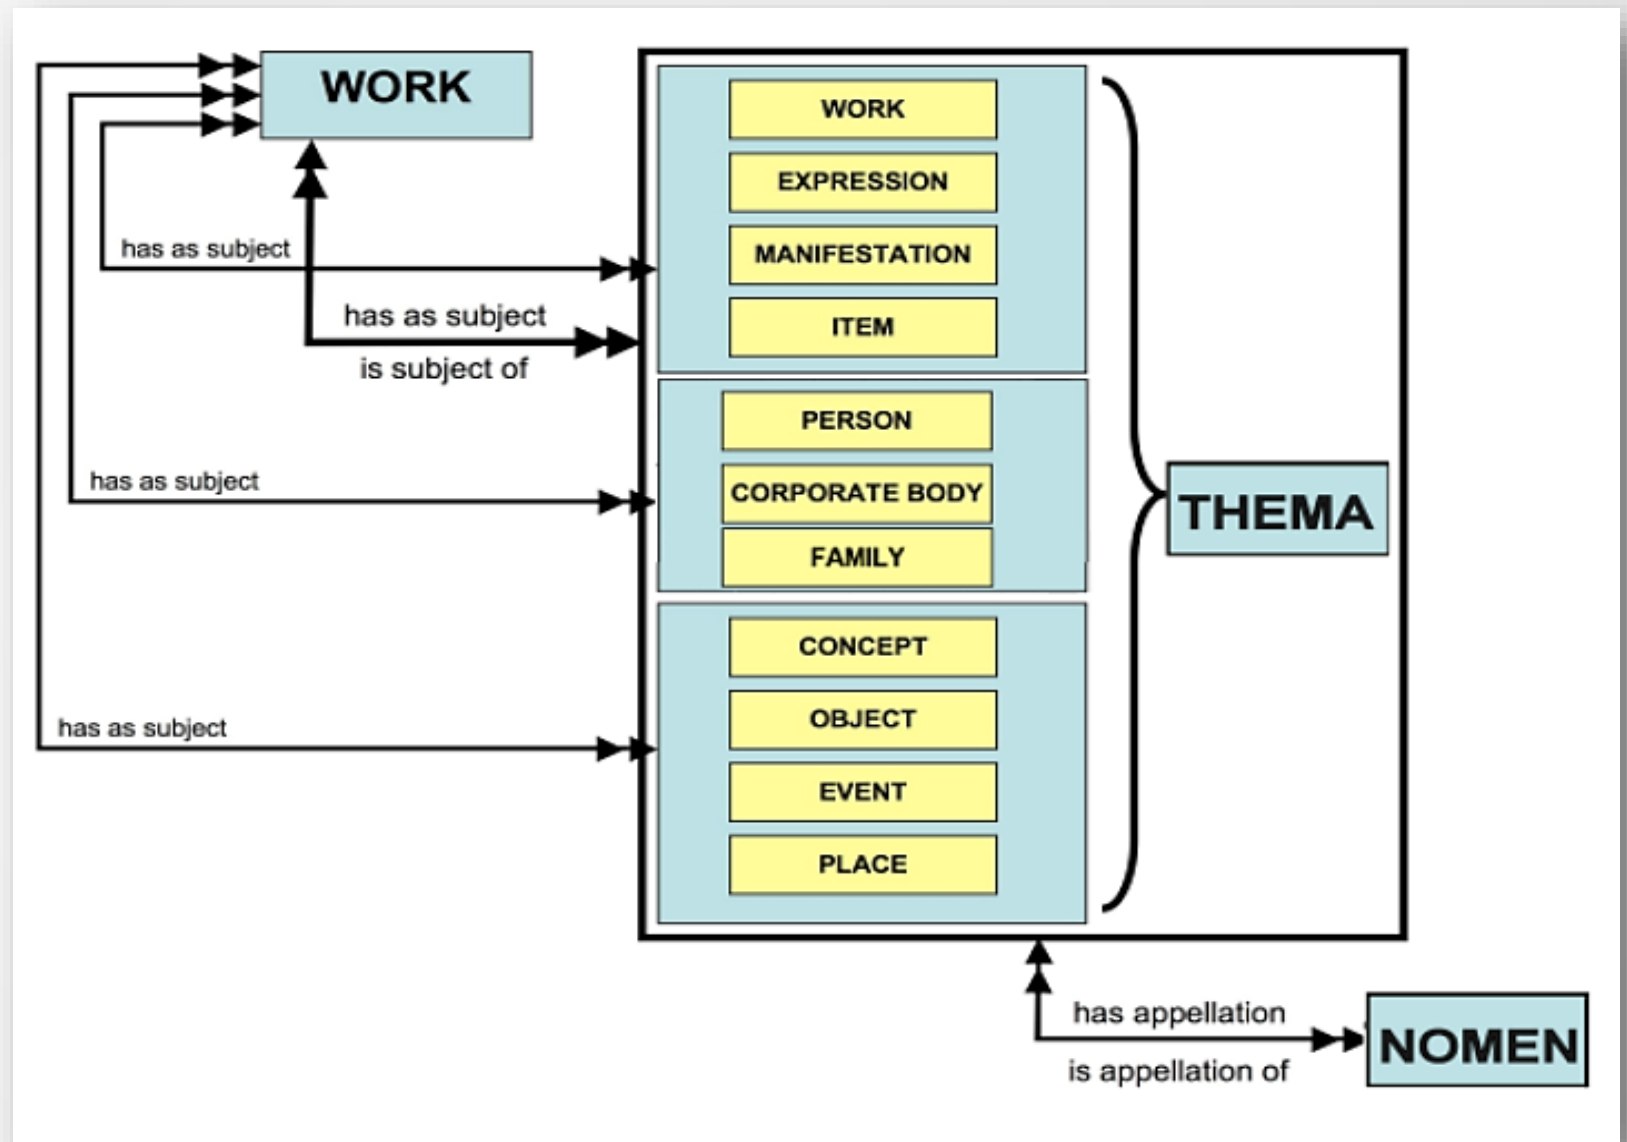 WORK
has as subject
has as subject
is subject of
has as subject
has as subject
WORK
EXPRESSION
MANIFESTATION
ITEM
PERSON
CORPORATE BODY
FAMILY
CONCEPT
OBJECT
EVENT
PLACE
THEMA
has appellation
is appellation of
NOMEN